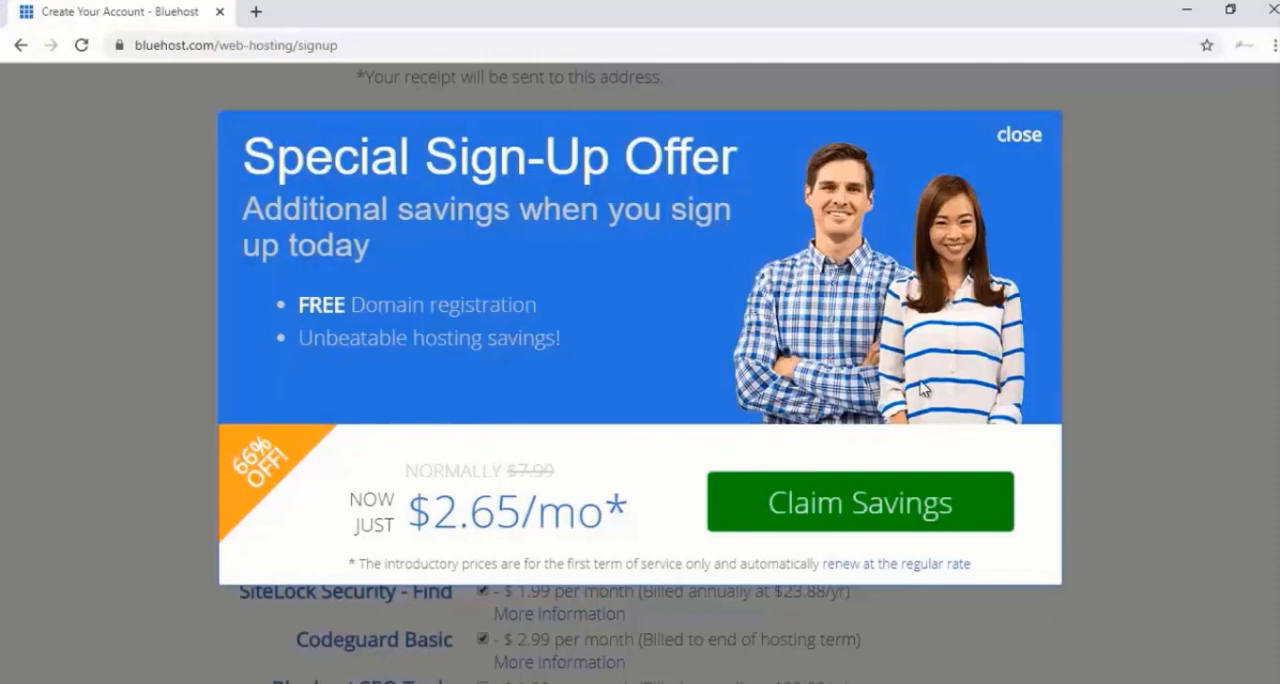 Create Your Account - Bluehost
bluehost.com/web-hosting/signup
*Your receipt will be sent to this address.
close
Special Sign-Up Offer
Additional savings when you sign
up today
FREE Domain registration
Unbeatable hosting savings!
66%
OFF!
NORMALLY $7.99
NOW
JUST
$2.65/mo*
Claim Savings
* The introductory prices are for the first term of service only and automatically renew at the regular rate
SiteLock Security - Find - $ 1.99 per month (Billed annually at $23.88/yr)
More information
Codeguard Basic - $ 2.99 per month (Billed to end of hosting term)
More information